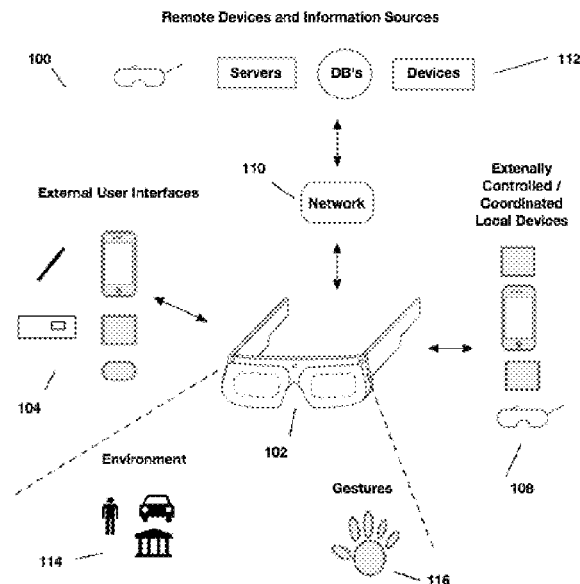 Remote Devices and Information Sources
100
Servers
DB's
Devices
112
110
Network
External User Interfaces
Extenally
Controlled /
Coordinated
Local Devices
104
102
108
Environment
Gestures
114
116